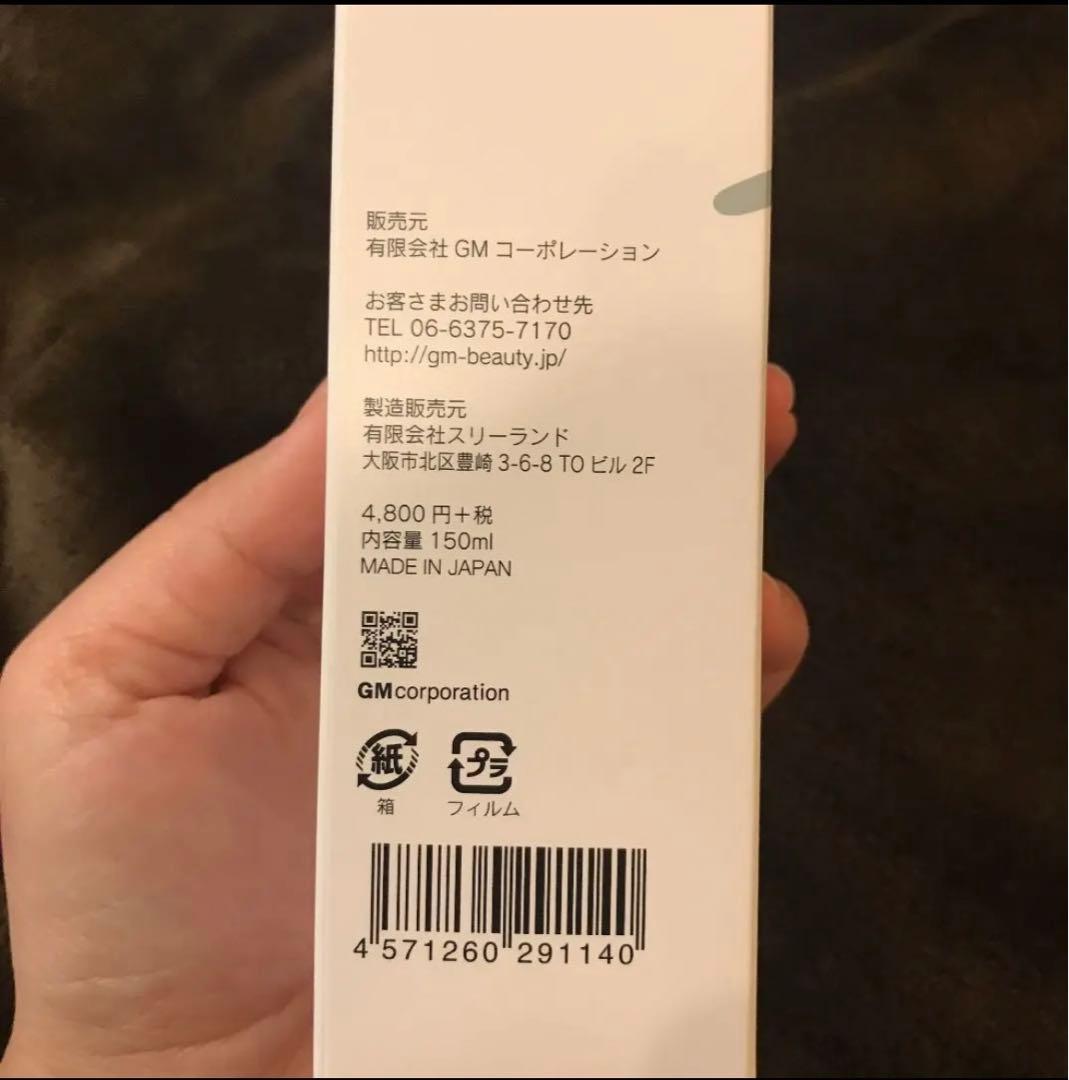 販売元
有限会社 GM コーポレーション
お客さまお問い合わせ先
TEL 06-6375-7170
http://gm-beauty.jp/
製造販売元
有限会社スリーランド
大阪市北区豊崎 3-6-8 TO ビル 2F
4,800 円＋税
内容量 150ml
MADE IN JAPAN
GMcorporation
紙 プラ
箱 フィルム
4 571260 291140